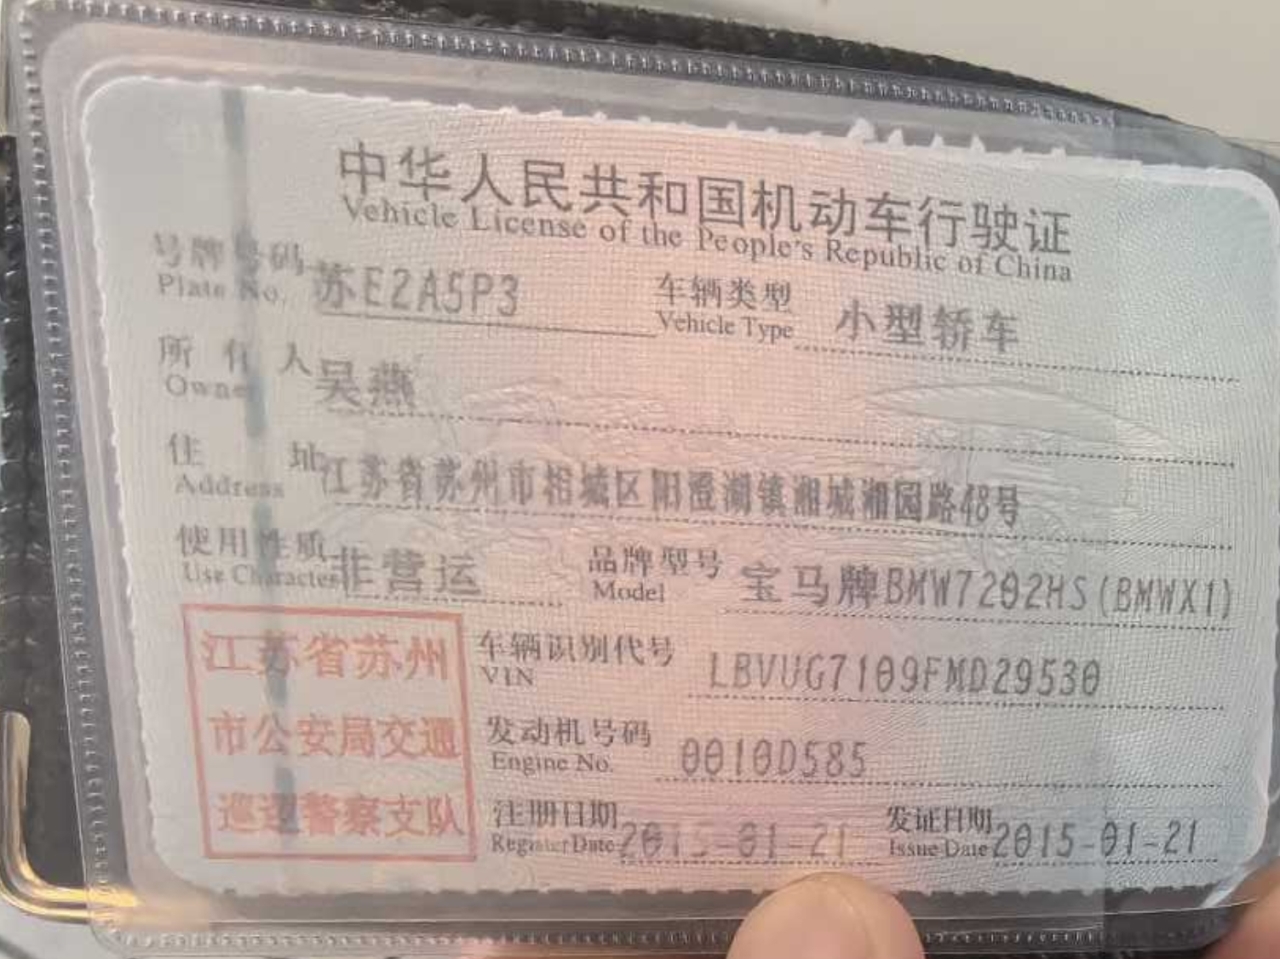 中华人民共和国机动车行驶证
Vehicle License of the People's Republic of China
号牌号码 苏E2A5P3 车辆类型 小型轿车
Plate No. Vehicle Type
所有人 吴燕
Owner
住址 江苏省苏州市相城区阳澄湖镇湘城湘园路48号
Address
使用性质 非营运 品牌型号 宝马牌BMW7202HS(BMWX1)
Use Character Model
江苏省苏州
市公安局交通
巡逻警察支队
车辆识别代号 LBVUG7109FMD29530
VIN
发动机号码 0010D585
Engine No.
注册日期 2015-01-21 发证日期 2015-01-21
Register Date Issue Date